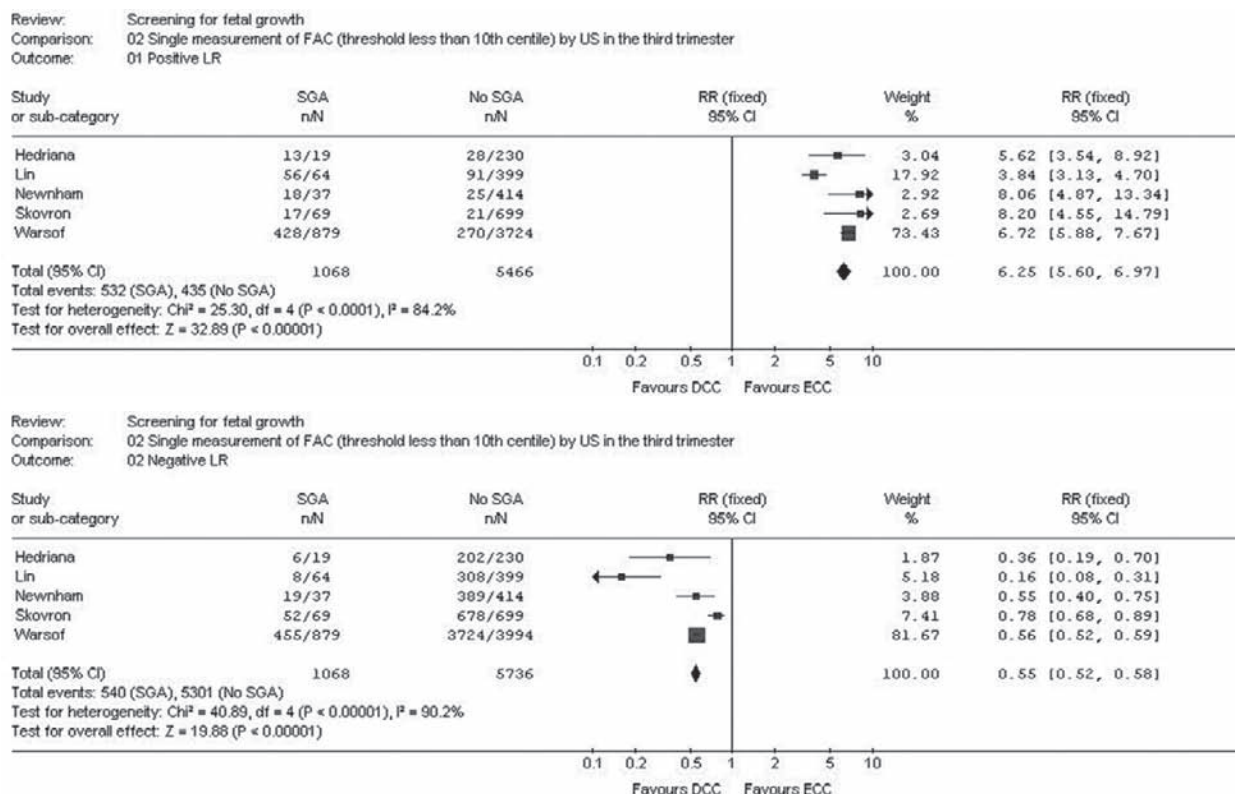 Review: Screening for fetal growth
Comparison: 02 Single measurement of FAC (threshold less than 10th centile) by US in the third trimester
Outcome: 01 Positive LR
Study SGA No SGA RR (fixed) Weight RR (fixed)
or sub-category n/N n/N 95% CI % 95% CI
Hedriana 13/19 28/230 3.04 5.62 [3.54, 8.92]
Lin 56/64 91/399 17.92 3.84 [3.13, 4.70]
Newnham 18/37 25/414 2.92 8.06 [4.87, 13.34]
Skovron 17/69 21/699 2.69 8.20 [4.55, 14.79]
Warsof 428/879 270/3724 73.43 6.72 [5.88, 7.67]
Total (95% CI) 1068 5466 100.00 6.25 [5.60, 6.97]
Total events: 532 (SGA), 435 (No SGA)
Test for heterogeneity: Chi² = 25.30, df = 4 (P < 0.0001), I² = 84.2%
Test for overall effect: Z = 32.89 (P < 0.00001)
0.1 0.2 0.5 1 2 5 10
Favours DCC Favours ECC
Review: Screening for fetal growth
Comparison: 02 Single measurement of FAC (threshold less than 10th centile) by US in the third trimester
Outcome: 02 Negative LR
Study SGA No SGA RR (fixed) Weight RR (fixed)
or sub-category n/N n/N 95% CI % 95% CI
Hedriana 6/19 202/230 1.87 0.36 [0.19, 0.70]
Lin 8/64 308/399 5.18 0.16 [0.08, 0.31]
Newnham 19/37 389/414 3.88 0.55 [0.40, 0.75]
Skovron 52/69 678/699 7.41 0.78 [0.68, 0.89]
Warsof 455/879 3724/3994 81.67 0.56 [0.52, 0.59]
Total (95% CI) 1068 5736 100.00 0.55 [0.52, 0.58]
Total events: 540 (SGA), 5301 (No SGA)
Test for heterogeneity: Chi² = 40.89, df = 4 (P < 0.00001), I² = 90.2%
Test for overall effect: Z = 19.88 (P < 0.00001)
0.1 0.2 0.5 1 2 5 10
Favours DCC Favours ECC